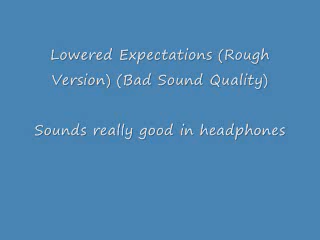 Lowered Expectations (Rough
Version) (Bad Sound Quality)
Sounds really good in headphones